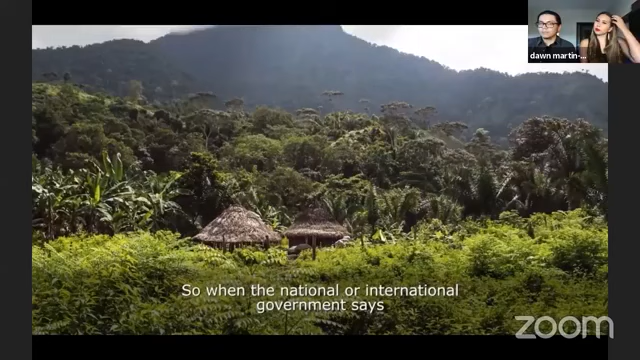 dawn martin-...
So when the national or international
government says
zoom